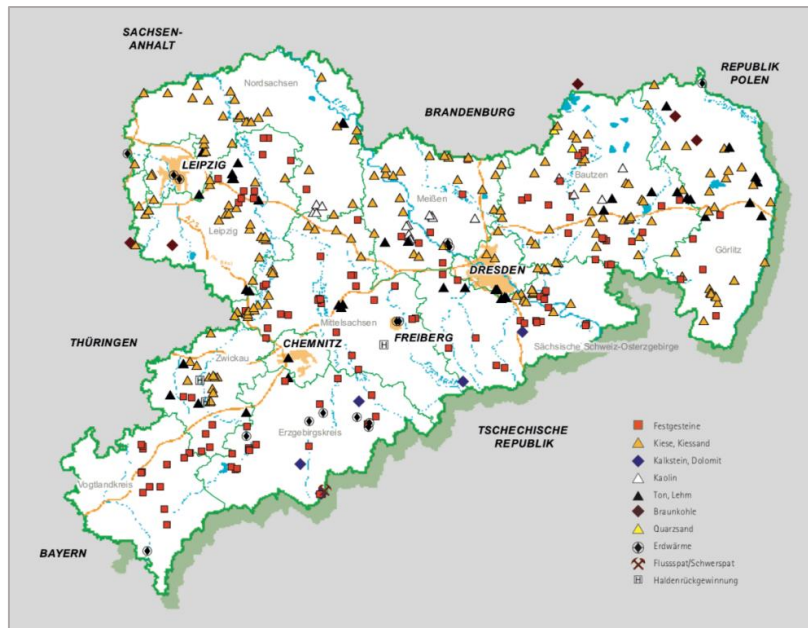 SACHSEN-
ANHALT
Nordsachsen
REPUBLIK
POLEN
BRANDENBURG
LEIPZIG
Bautzen
Meißen
Leipzig
Görlitz
DRESDEN
Mittelsachsen
THÜRINGEN
CHEMNITZ
FREIBERG
Zwickau
Sächsische Schweiz-Osterzgebirge
TSCHECHISCHE
REPUBLIK
Erzgebirgskreis
Vogtlandkreis
BAYERN
Festgesteine
Kiese, Kiessand
Kalkstein, Dolomit
Kaolin
Ton, Lehm
Braunkohle
Quarzsand
Erdwärme
Flussspat/Schwerspat
H Haldenrückgewinnung